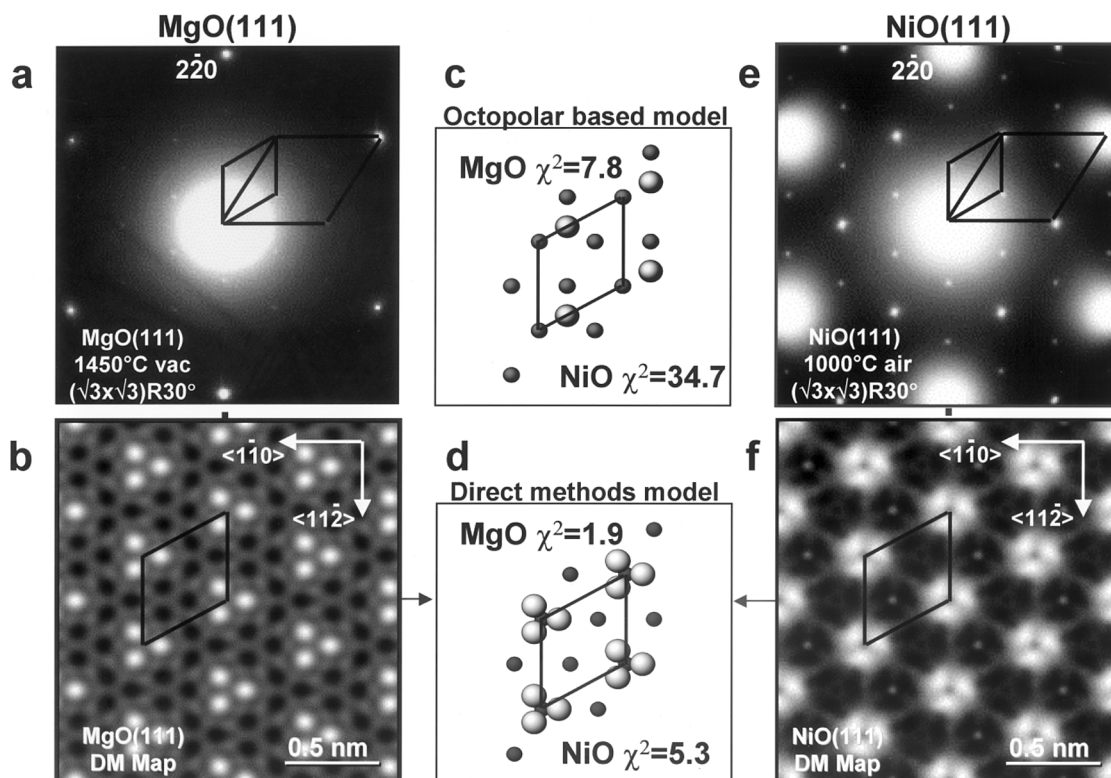 MgO(111)
NiO(111)
a
22̄0
MgO(111)
1450°C vac
(√3x√3)R30°
c
Octopolar based model
MgO χ²=7.8
NiO χ²=34.7
e
22̄0
NiO(111)
1000°C air
(√3x√3)R30°
b
<11̄0>
<112̄>
MgO(111)
DM Map
0.5 nm
d
Direct methods model
MgO χ²=1.9
NiO χ²=5.3
f
<11̄0>
<112̄>
NiO(111)
DM Map
0.5 nm